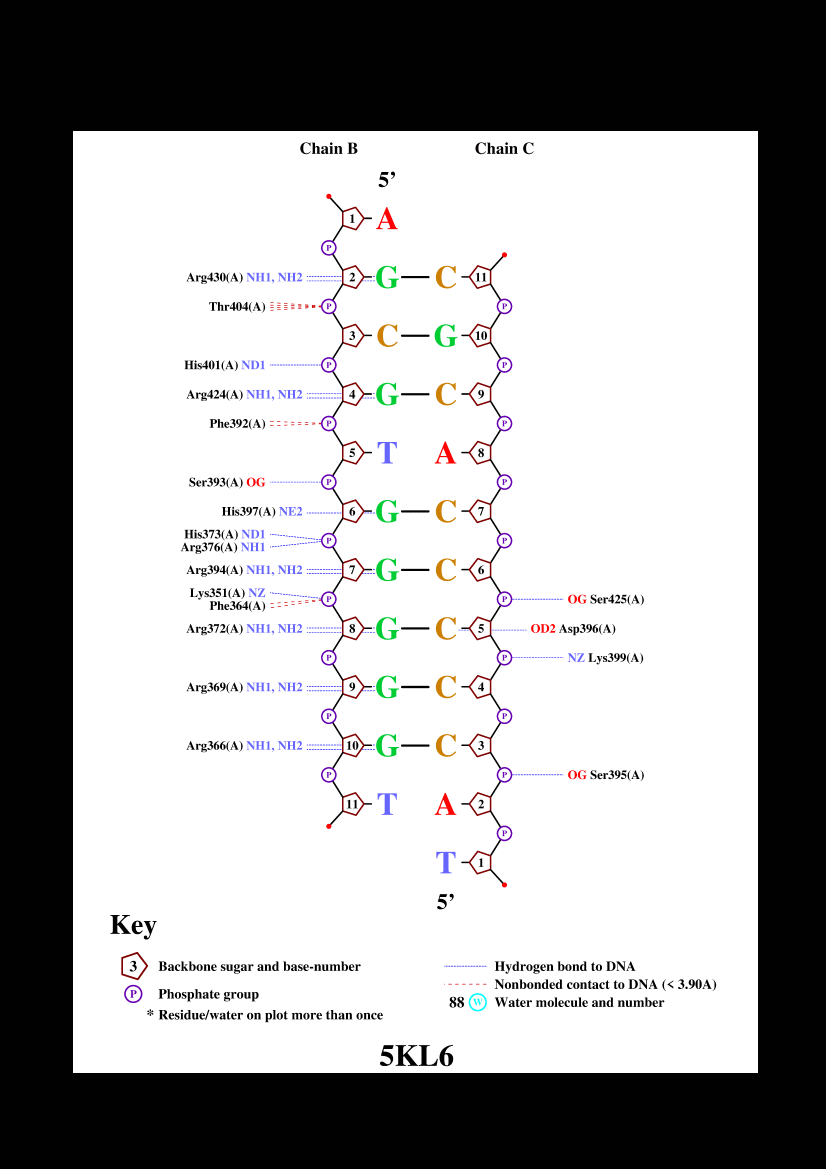 Chain B Chain C
5’
1 A
P
Arg430(A) NH1, NH2 2 G C 11
Thr404(A) P P
3 C G 10
His401(A) ND1 P P
Arg424(A) NH1, NH2 4 G C 9
Phe392(A) P P
5 T A 8
Ser393(A) OG P P
His397(A) NE2 6 G C 7
His373(A) ND1 P P
Arg376(A) NH1
Arg394(A) NH1, NH2 7 G C 6
Lys351(A) NZ P P OG Ser425(A)
Phe364(A)
Arg372(A) NH1, NH2 8 G C 5 OD2 Asp396(A)
P P NZ Lys399(A)
Arg369(A) NH1, NH2 9 G C 4
P P
Arg366(A) NH1, NH2 10 G C 3
P P OG Ser395(A)
11 T A 2
P
T 1
5’
Key
3 Backbone sugar and base-number
P Phosphate group
* Residue/water on plot more than once
Hydrogen bond to DNA
Nonbonded contact to DNA (< 3.90A)
88 W Water molecule and number
5KL6